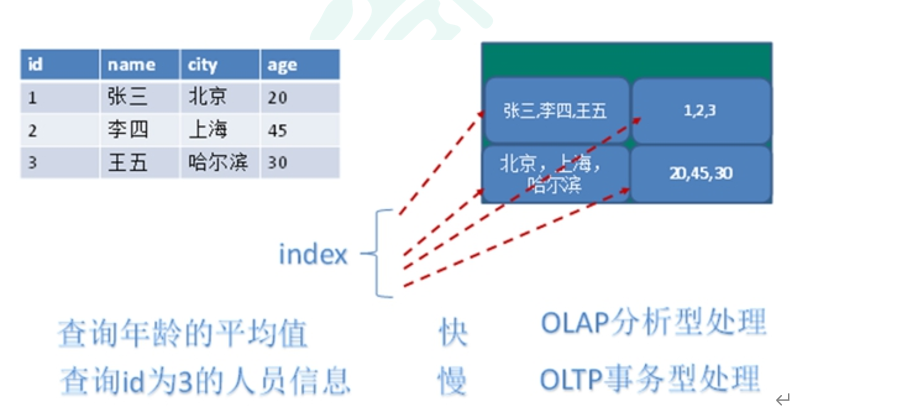 id name city age
1 张三 北京 20
2 李四 上海 45
3 王五 哈尔滨 30
张三,李四,王五 1,2,3
北京，上海，
哈尔滨 20,45,30
index
查询年龄的平均值 快 OLAP分析型处理
查询id为3的人员信息 慢 OLTP事务型处理